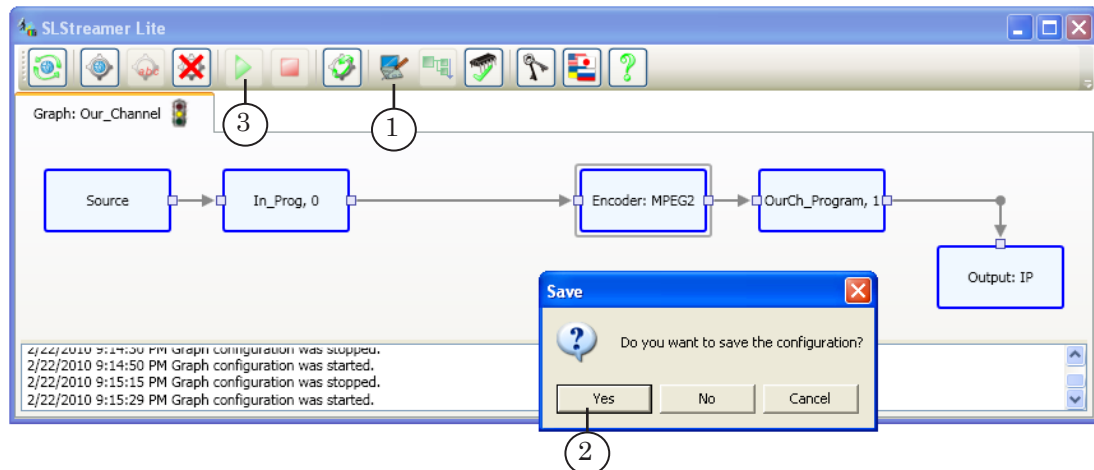 SLStreamer Lite
abc
Graph: Our_Channel
3
1
Source
In_Prog, 0
Encoder: MPEG2
OurCh_Program, 1
Output: IP
Save
Do you want to save the configuration?
Yes
No
Cancel
2
2/22/2010 9:14:50 PM Graph configuration was started.
2/22/2010 9:15:15 PM Graph configuration was stopped.
2/22/2010 9:15:29 PM Graph configuration was started.